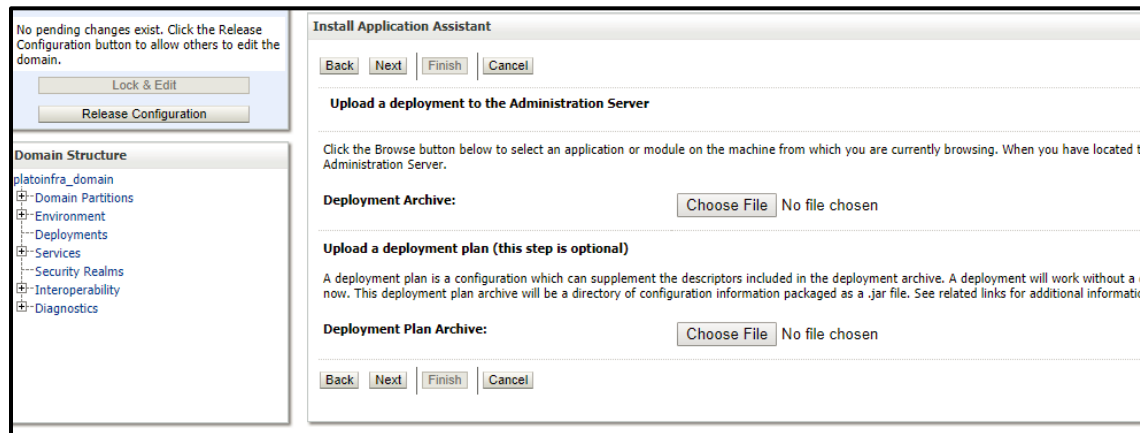 No pending changes exist. Click the Release
Configuration button to allow others to edit the
domain.
Lock & Edit
Release Configuration
Domain Structure
platoinfra_domain
Domain Partitions
Environment
Deployments
Services
Security Realms
Interoperability
Diagnostics
Install Application Assistant
Back Next Finish Cancel
Upload a deployment to the Administration Server
Click the Browse button below to select an application or module on the machine from which you are currently browsing. When you have located
Administration Server.
Deployment Archive: Choose File No file chosen
Upload a deployment plan (this step is optional)
A deployment plan is a configuration which can supplement the descriptors included in the deployment archive. A deployment will work without a
now. This deployment plan archive will be a directory of configuration information packaged as a .jar file. See related links for additional
Deployment Plan Archive: Choose File No file chosen
Back Next Finish Cancel